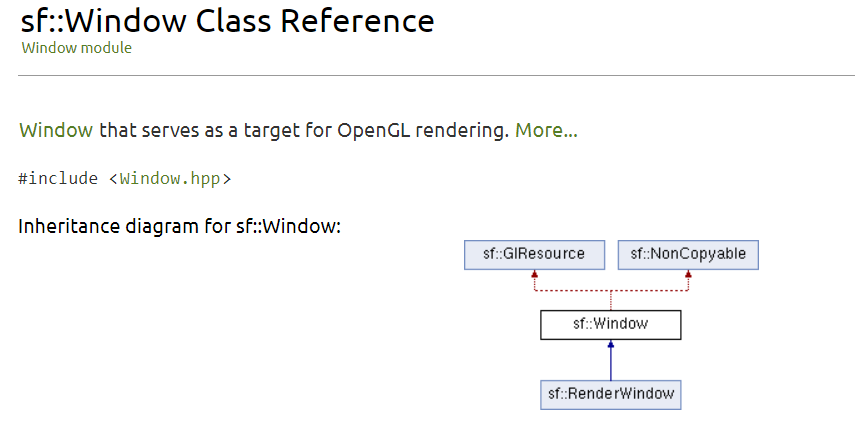 sf::Window Class Reference
Window module
Window that serves as a target for OpenGL rendering. More...
#include <Window.hpp>
Inheritance diagram for sf::Window:
sf::GlResource
sf::NonCopyable
sf::Window
sf::RenderWindow